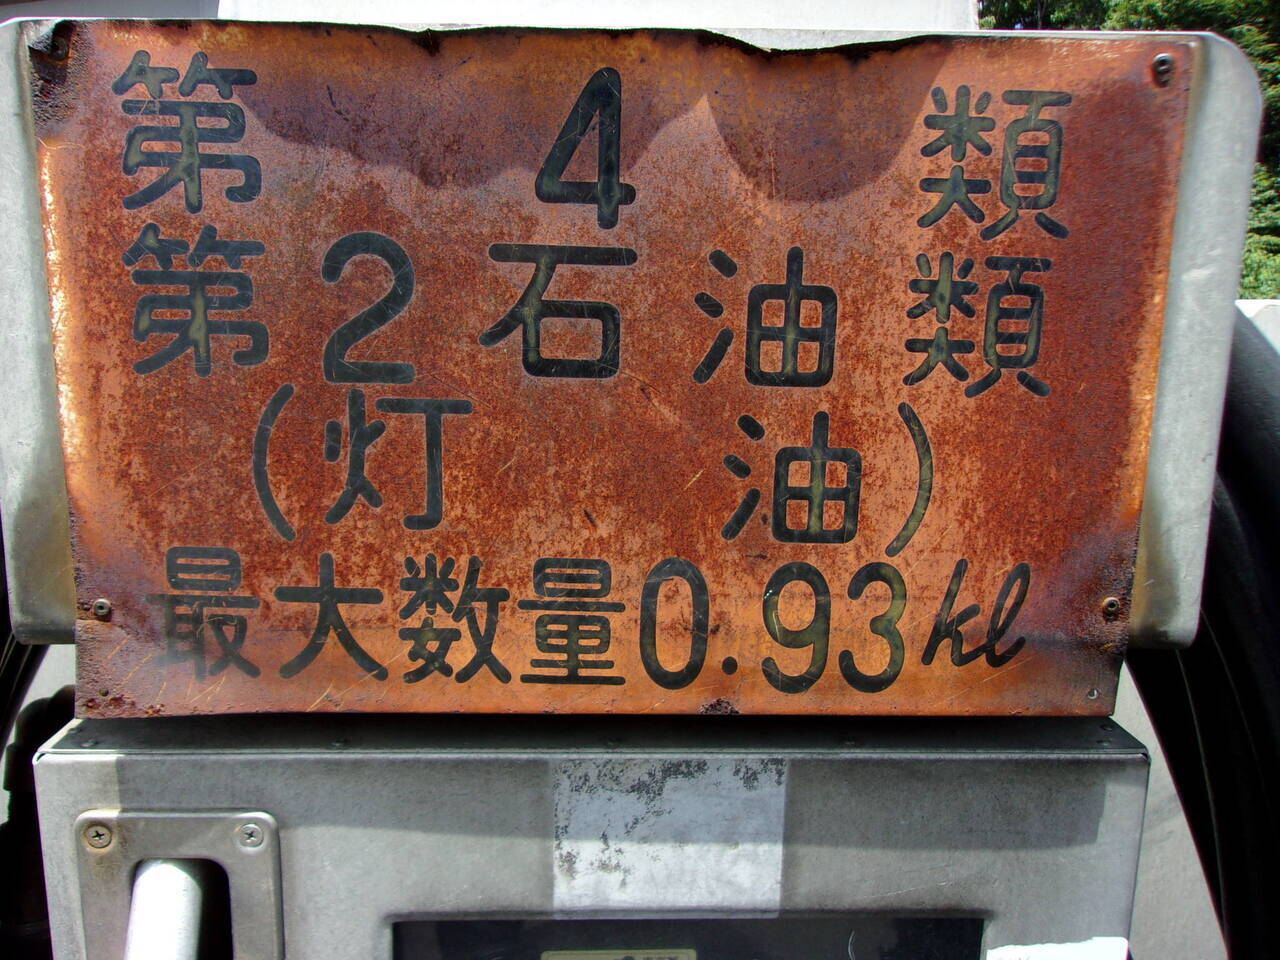 第4類
第2石油類
(灯油)
最大数量0.93kl